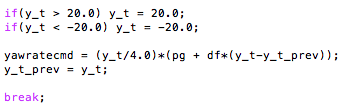 if(y_t > 20.0) y_t = 20.0;
if(y_t < -20.0) y_t = -20.0;
yawratecmd = (y_t/4.0)*(pg + df*(y_t-y_t_prev));
y_t_prev = y_t;
break;